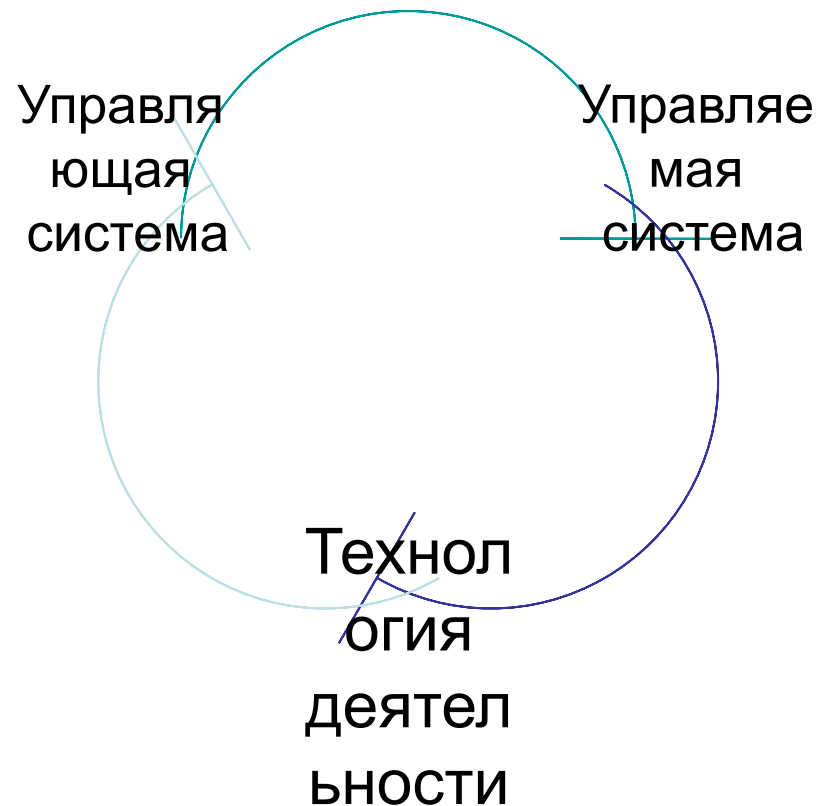 Управля
ющая
система
Управляе
мая
система
Технол
огия
деятел
ьности